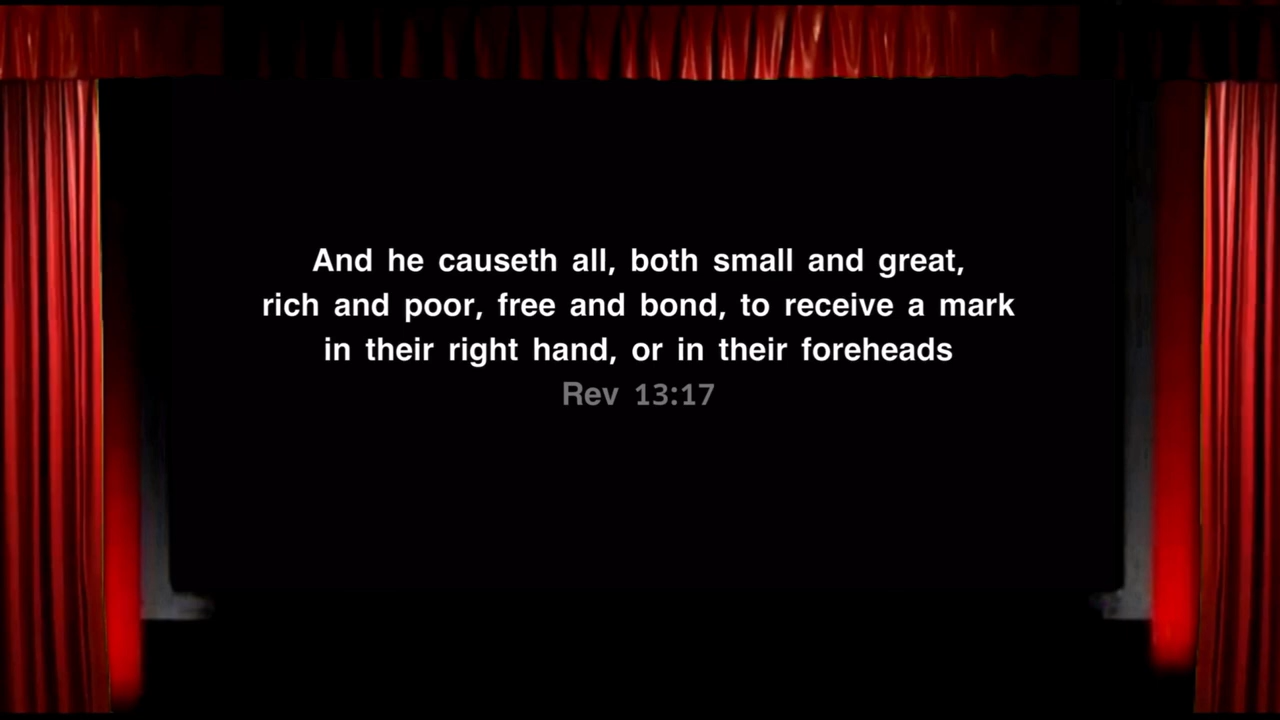 And he causeth all, both small and great,
rich and poor, free and bond, to receive a mark
in their right hand, or in their foreheads
Rev 13:17